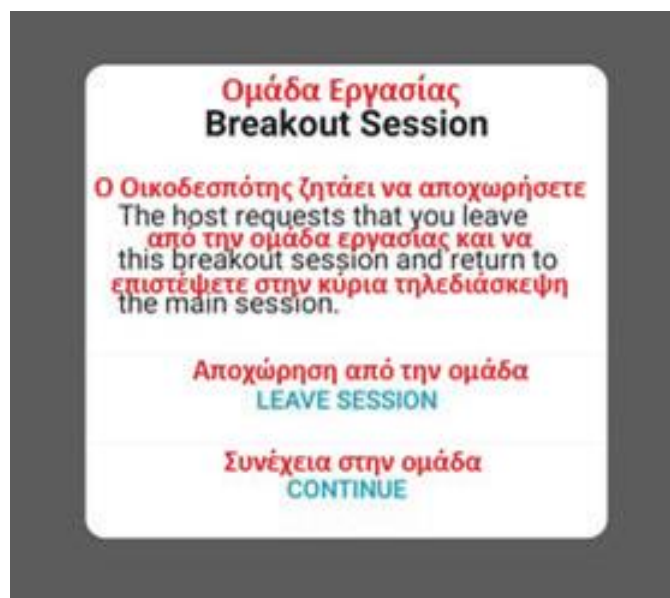 Ομάδα Εργασίας
Breakout Session
Ο Οικοδεσπότης ζητάει να αποχωρήσετε
The host requests that you leave
από την ομάδα εργασίας και να
this breakout session and return to
επιστέψετε στην κύρια τηλεδιάσκεψη
the main session.
Αποχώρηση από την ομάδα
LEAVE SESSION
Συνέχεια στην ομάδα
CONTINUE